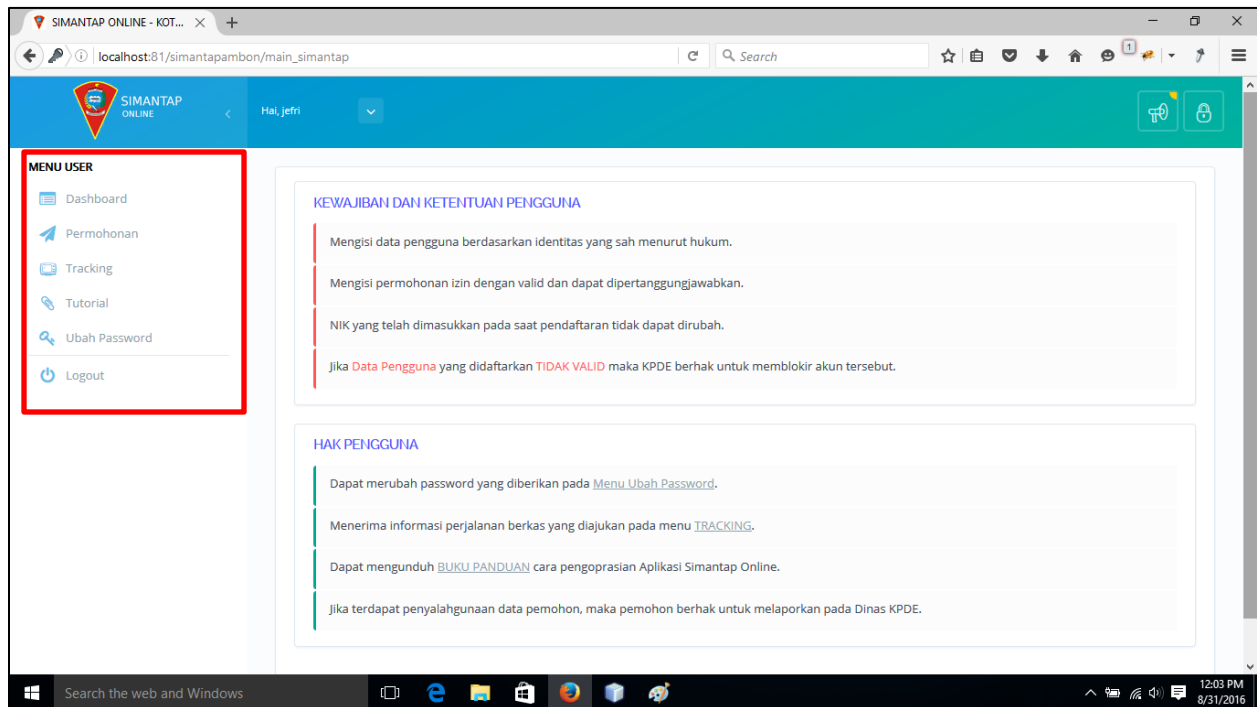 SIMANTAP ONLINE - KOT...
localhost:81/simantapambon/main_simantap
Search
1
SIMANTAP
ONLINE
Hai, jefri
MENU USER
Dashboard
Permohonan
Tracking
Tutorial
Ubah Password
Logout
KEWAJIBAN DAN KETENTUAN PENGGUNA
Mengisi data pengguna berdasarkan identitas yang sah menurut hukum.
Mengisi permohonan izin dengan valid dan dapat dipertanggungjawabkan.
NIK yang telah dimasukkan pada saat pendaftaran tidak dapat dirubah.
Jika Data Pengguna yang didaftarkan TIDAK VALID maka KPDE berhak untuk memblokir akun tersebut.
HAK PENGGUNA
Dapat merubah password yang diberikan pada Menu Ubah Password.
Menerima informasi perjalanan berkas yang diajukan pada menu TRACKING.
Dapat mengunduh BUKU PANDUAN cara pengoprasian Aplikasi Simantap Online.
Jika terdapat penyalahgunaan data pemohon, maka pemohon berhak untuk melaporkan pada Dinas KPDE.
Search the web and Windows
12:03 PM
8/31/2016